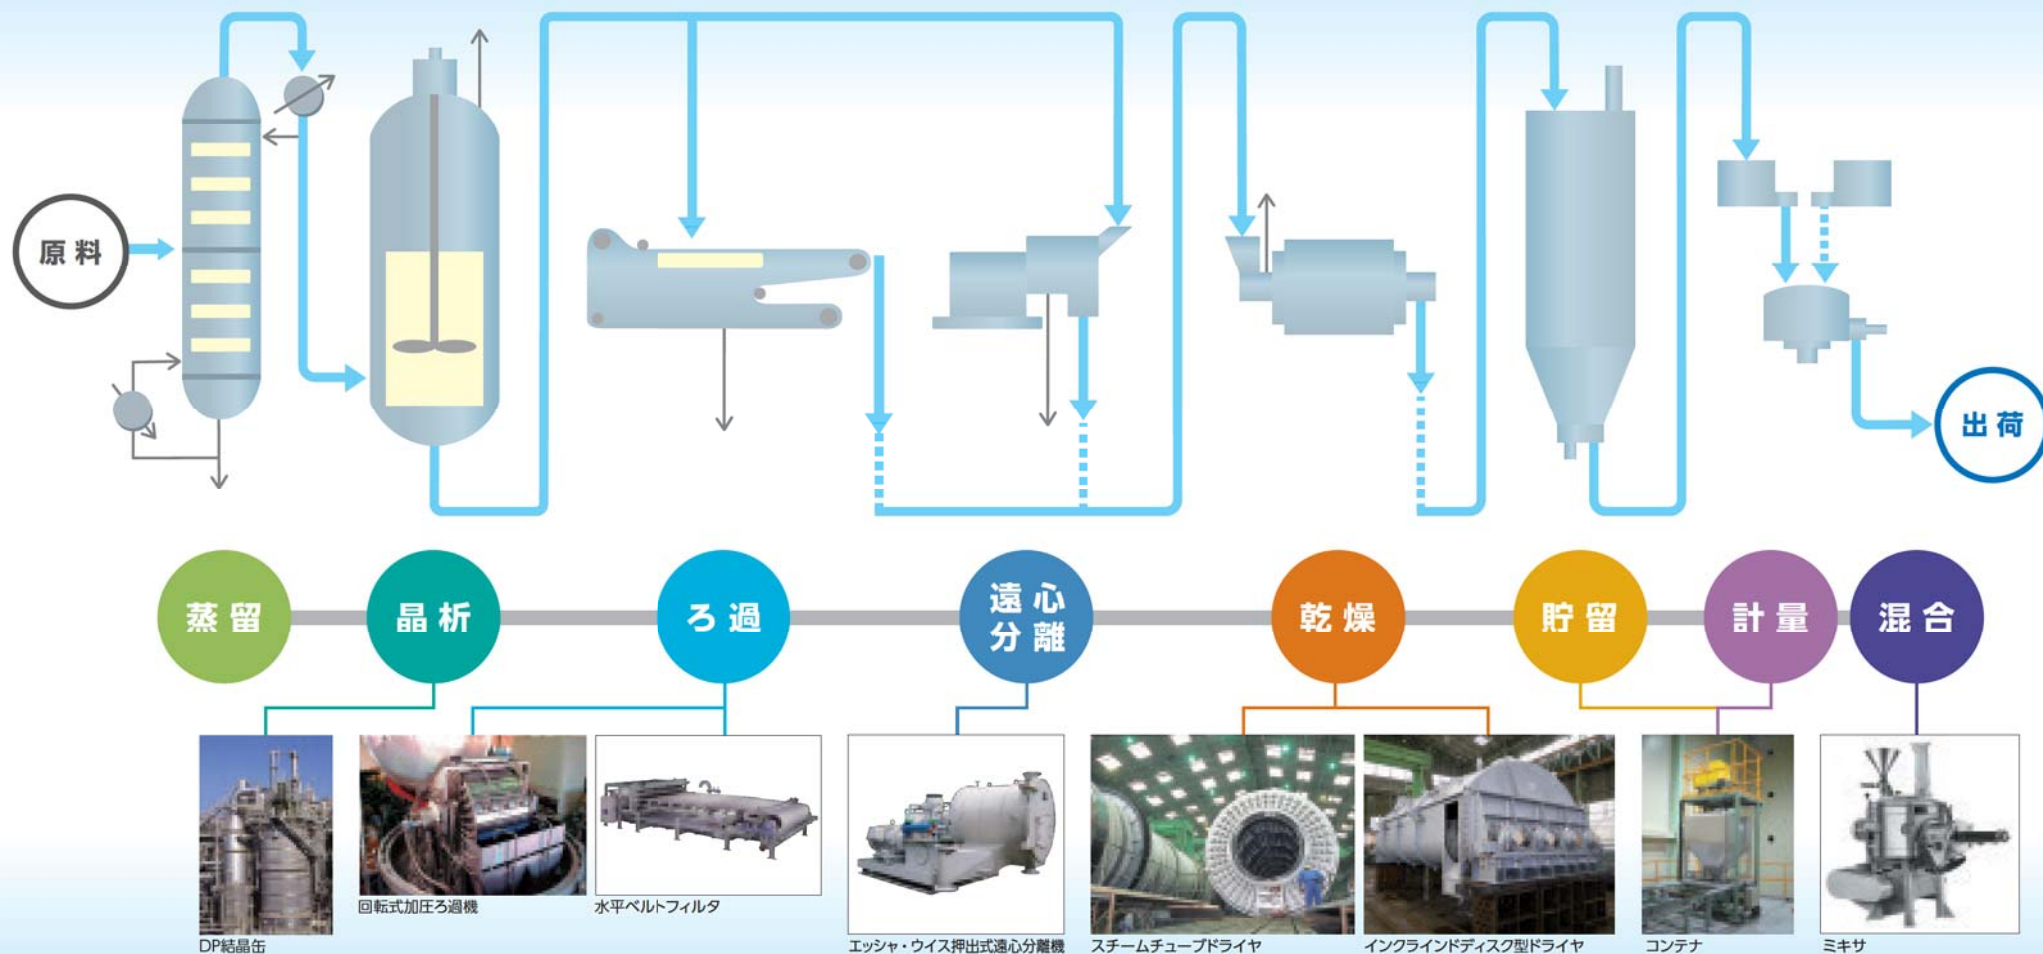 原料
出荷
蒸留
晶析
ろ過
遠心
分離
乾燥
貯留
計量
混合
DP結晶缶
回転式加圧ろ過機
水平ベルトフィルタ
エッシャ・ウイス押出式遠心分離機
スチームチューブドライヤ
インクラインドディスク型ドライヤ
コンテナ
ミキサ